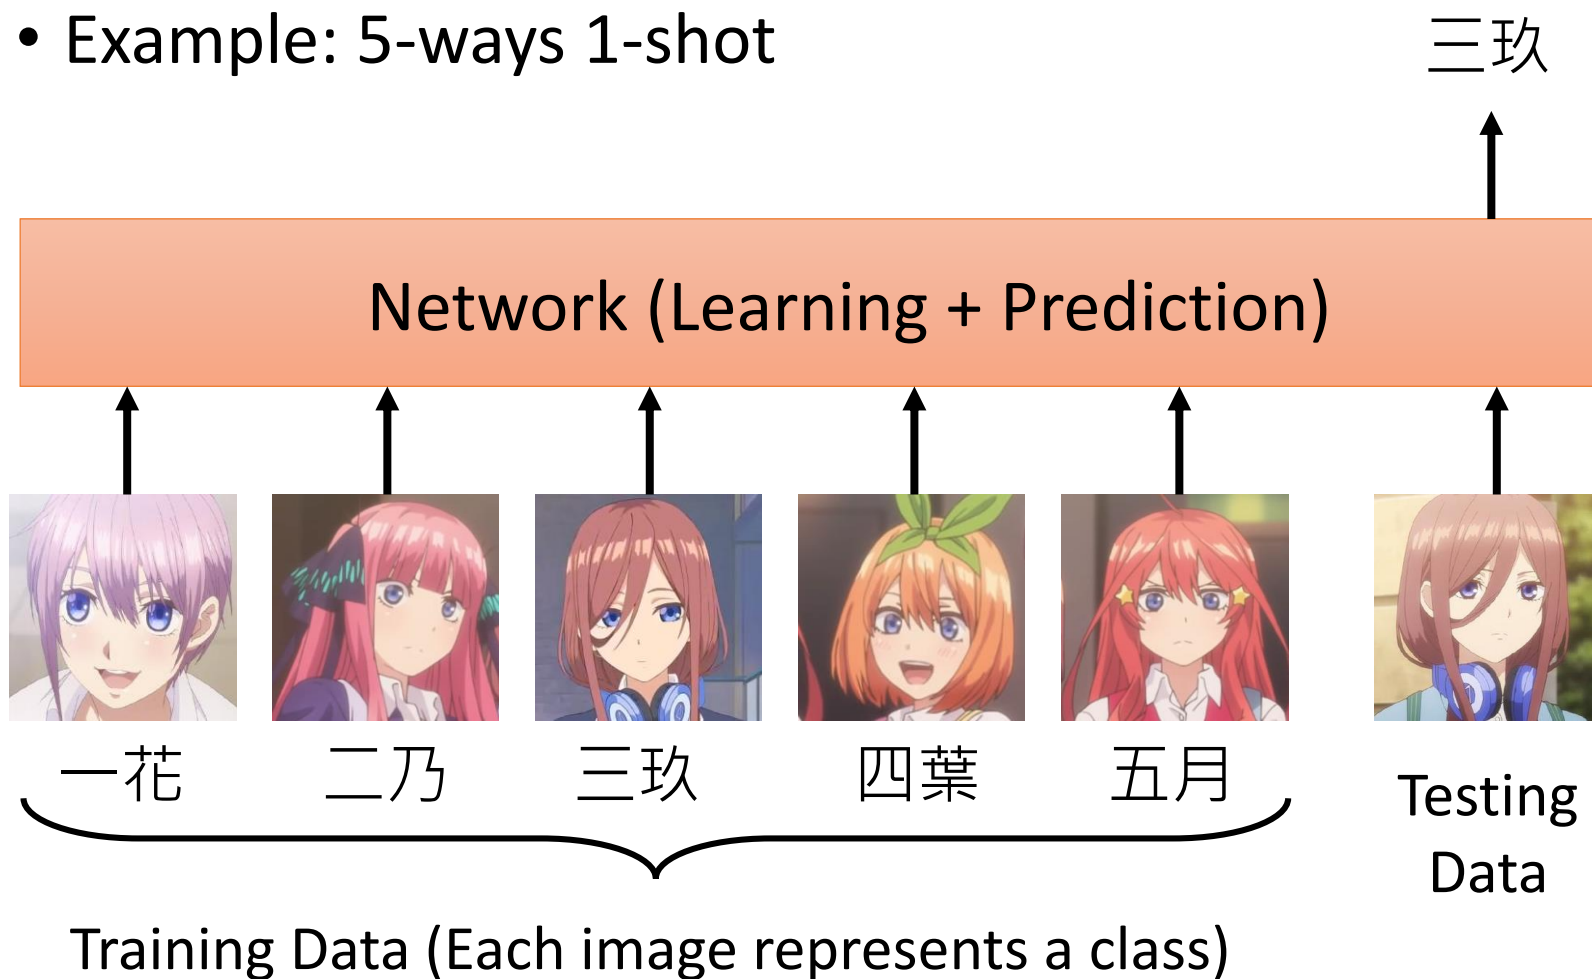 • Example: 5-ways 1-shot
三玖
Network (Learning + Prediction)
一花
二乃
三玖
四葉
五月
Testing
Data
Training Data (Each image represents a class)